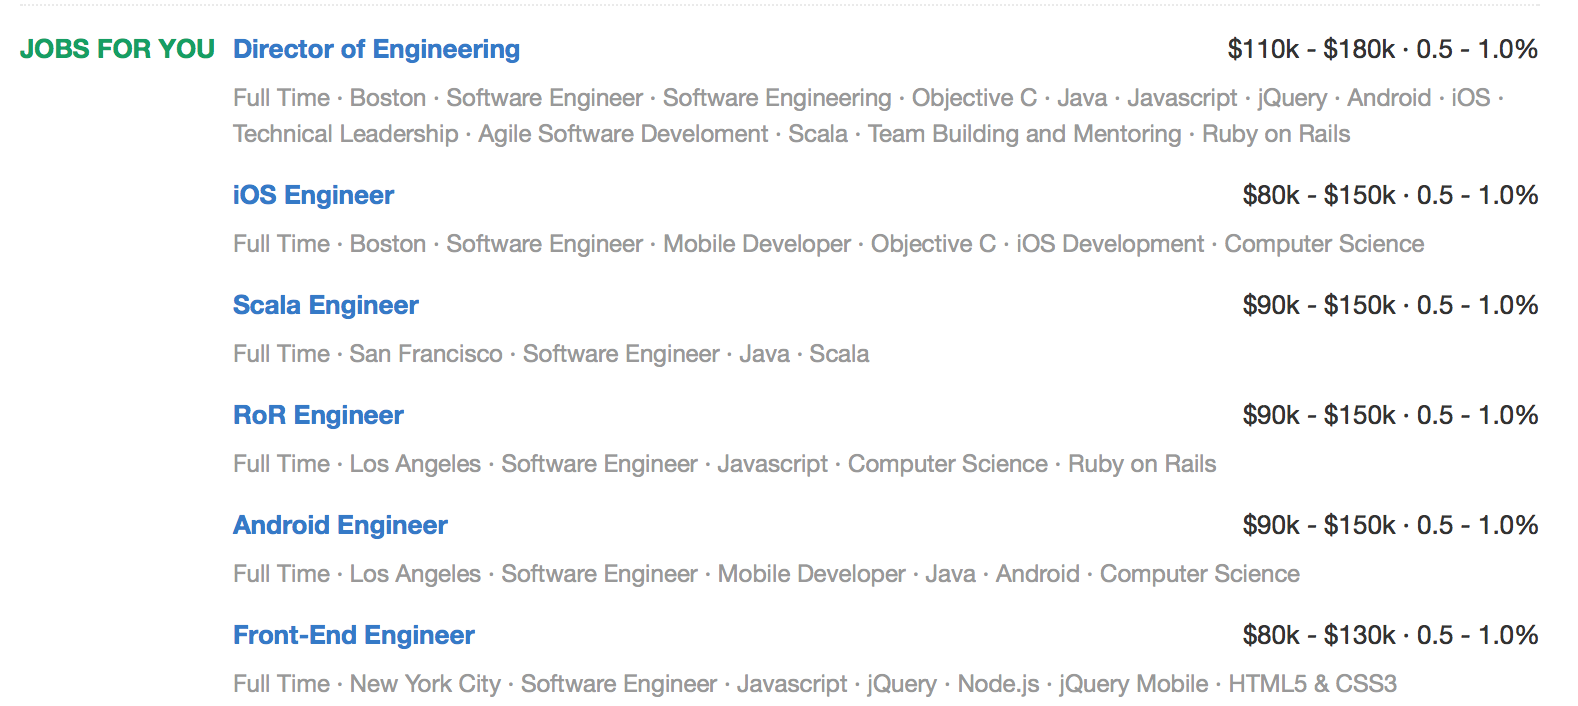 JOBS FOR YOU Director of Engineering $110k - $180k · 0.5 - 1.0%
Full Time · Boston · Software Engineer · Software Engineering · Objective C · Java · Javascript · jQuery · Android · iOS ·
Technical Leadership · Agile Software Develoment · Scala · Team Building and Mentoring · Ruby on Rails
iOS Engineer $80k - $150k · 0.5 - 1.0%
Full Time · Boston · Software Engineer · Mobile Developer · Objective C · iOS Development · Computer Science
Scala Engineer $90k - $150k · 0.5 - 1.0%
Full Time · San Francisco · Software Engineer · Java · Scala
RoR Engineer $90k - $150k · 0.5 - 1.0%
Full Time · Los Angeles · Software Engineer · Javascript · Computer Science · Ruby on Rails
Android Engineer $90k - $150k · 0.5 - 1.0%
Full Time · Los Angeles · Software Engineer · Mobile Developer · Java · Android · Computer Science
Front-End Engineer $80k - $130k · 0.5 - 1.0%
Full Time · New York City · Software Engineer · Javascript · jQuery · Node.js · jQuery Mobile · HTML5 & CSS3